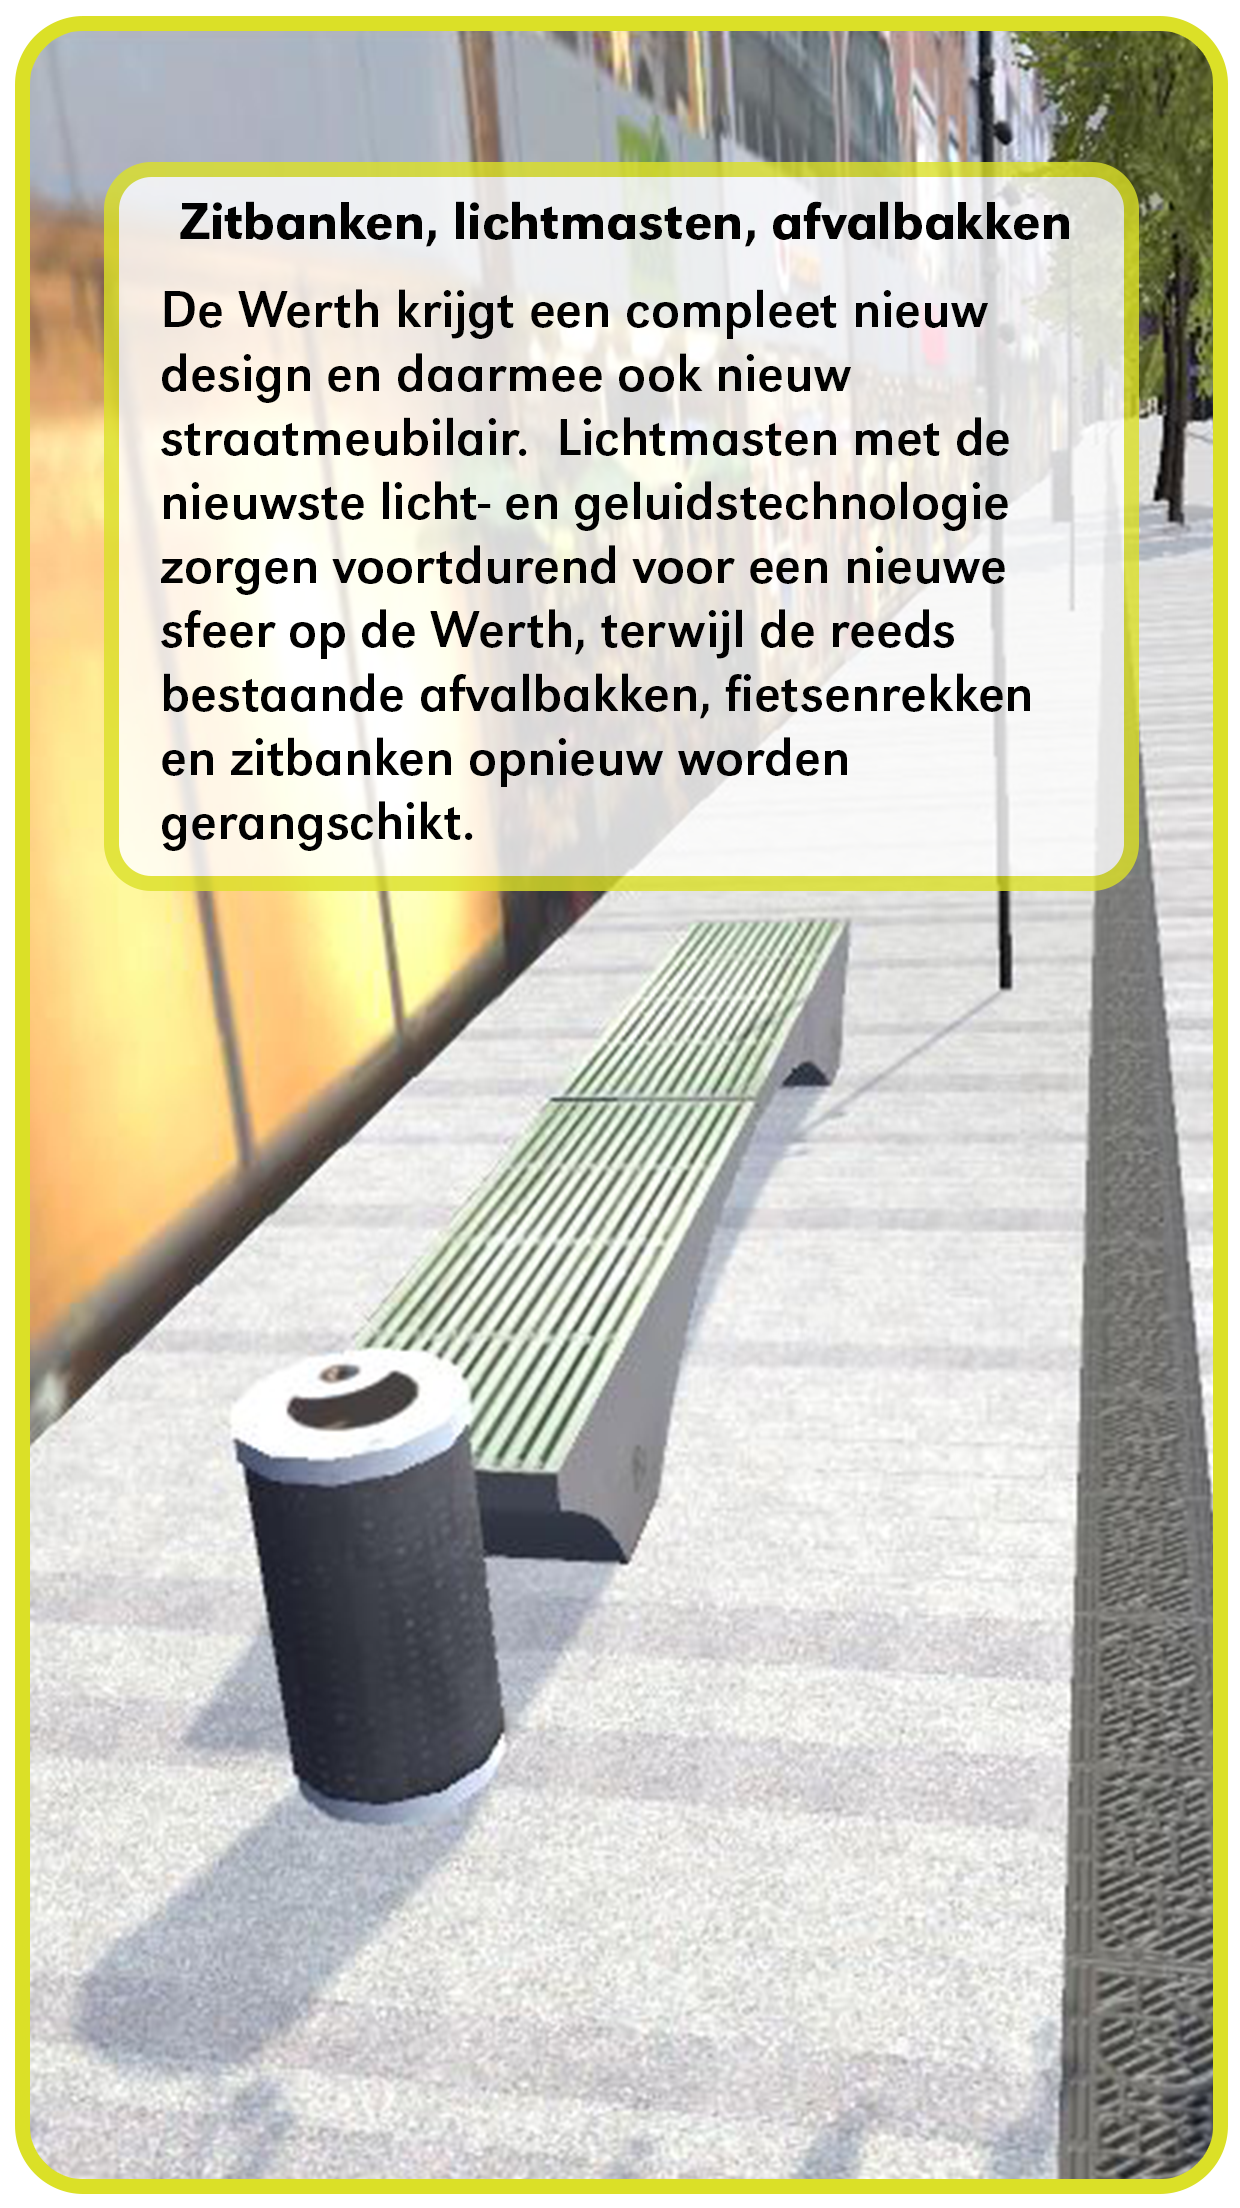 Zitbanken, lichtmasten, afvalbakken
De Werth krijgt een compleet nieuw
design en daarmee ook nieuw
straatmeubilair.  Lichtmasten met de
nieuwste licht- en geluidstechnologie
zorgen voortdurend voor een nieuwe
sfeer op de Werth, terwijl de reeds
bestaande afvalbakken, fietsenrekken
en zitbanken opnieuw worden
gerangschikt.